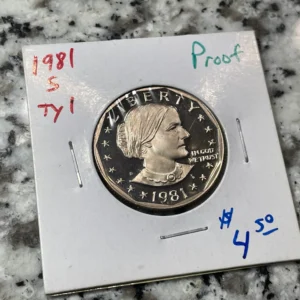 1981
S
Ty 1
Proof
LIBERTY
IN GOD
WE TRUST
1981
$ 4 50